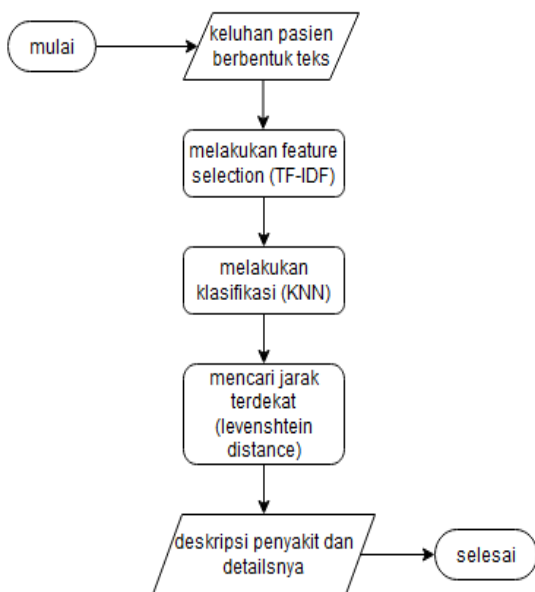 mulai
keluhan pasien
berbentuk teks
melakukan feature
selection (TF-IDF)
melakukan
klasifikasi (KNN)
mencari jarak
terdekat
(levenshtein
distance)
deskripsi penyakit dan
detailsnya
selesai